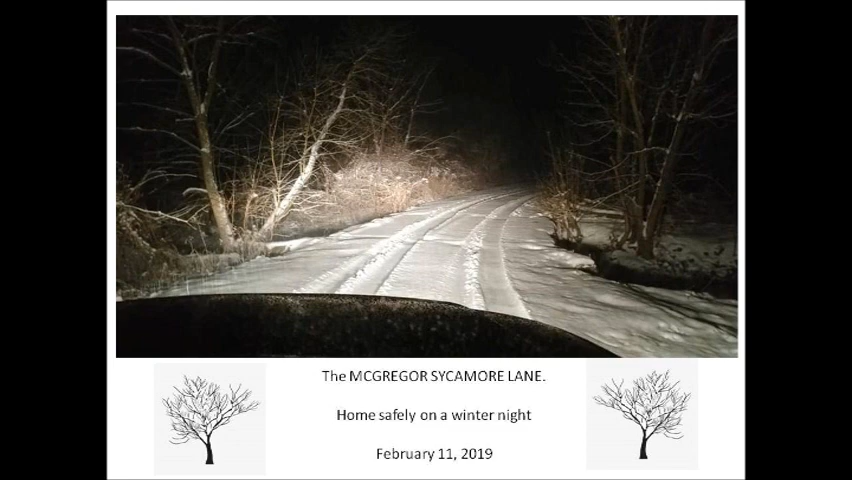 The MCGREGOR SYCAMORE LANE.
Home safely on a winter night
February 11, 2019